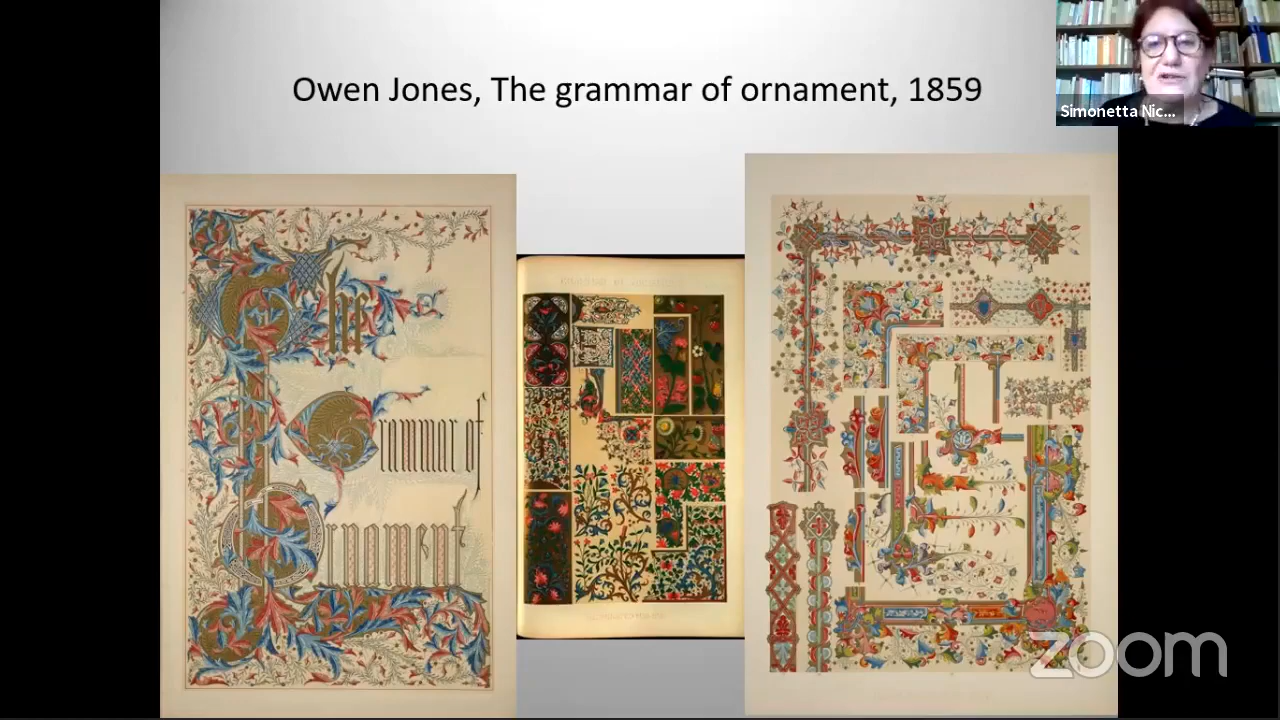 Owen Jones, The grammar of ornament, 1859
Simonetta Nic...
The
Grammar of
Ornament
zoom